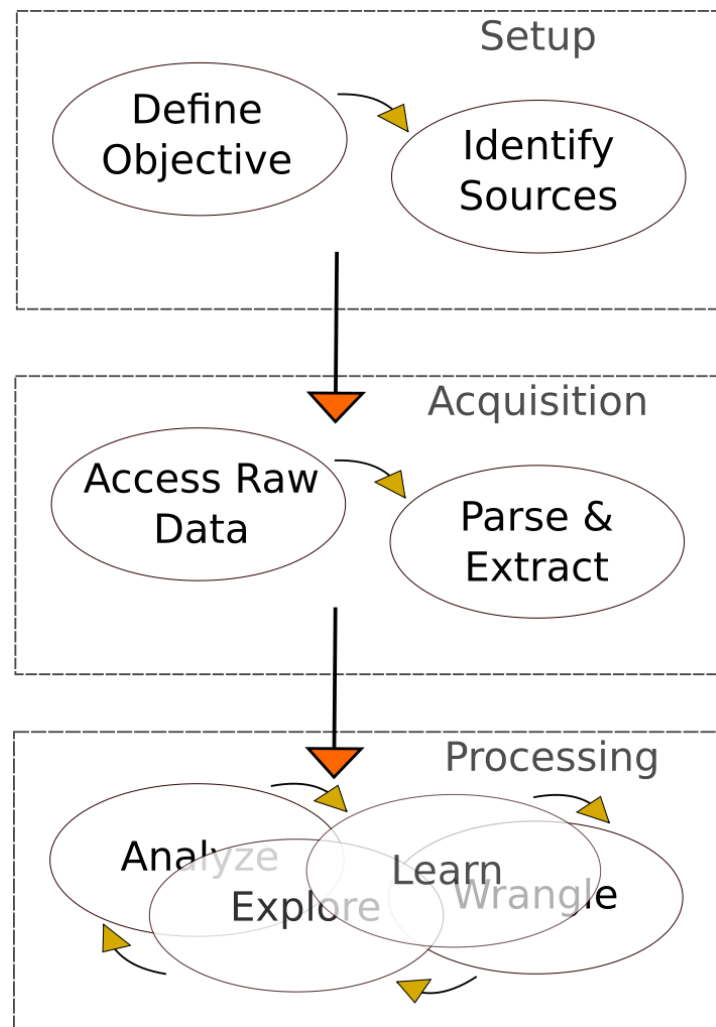 Setup
Define
Objective
Identify
Sources
Acquisition
Access Raw
Data
Parse &
Extract
Processing
Analyze
Learn
Wrangle
Explore